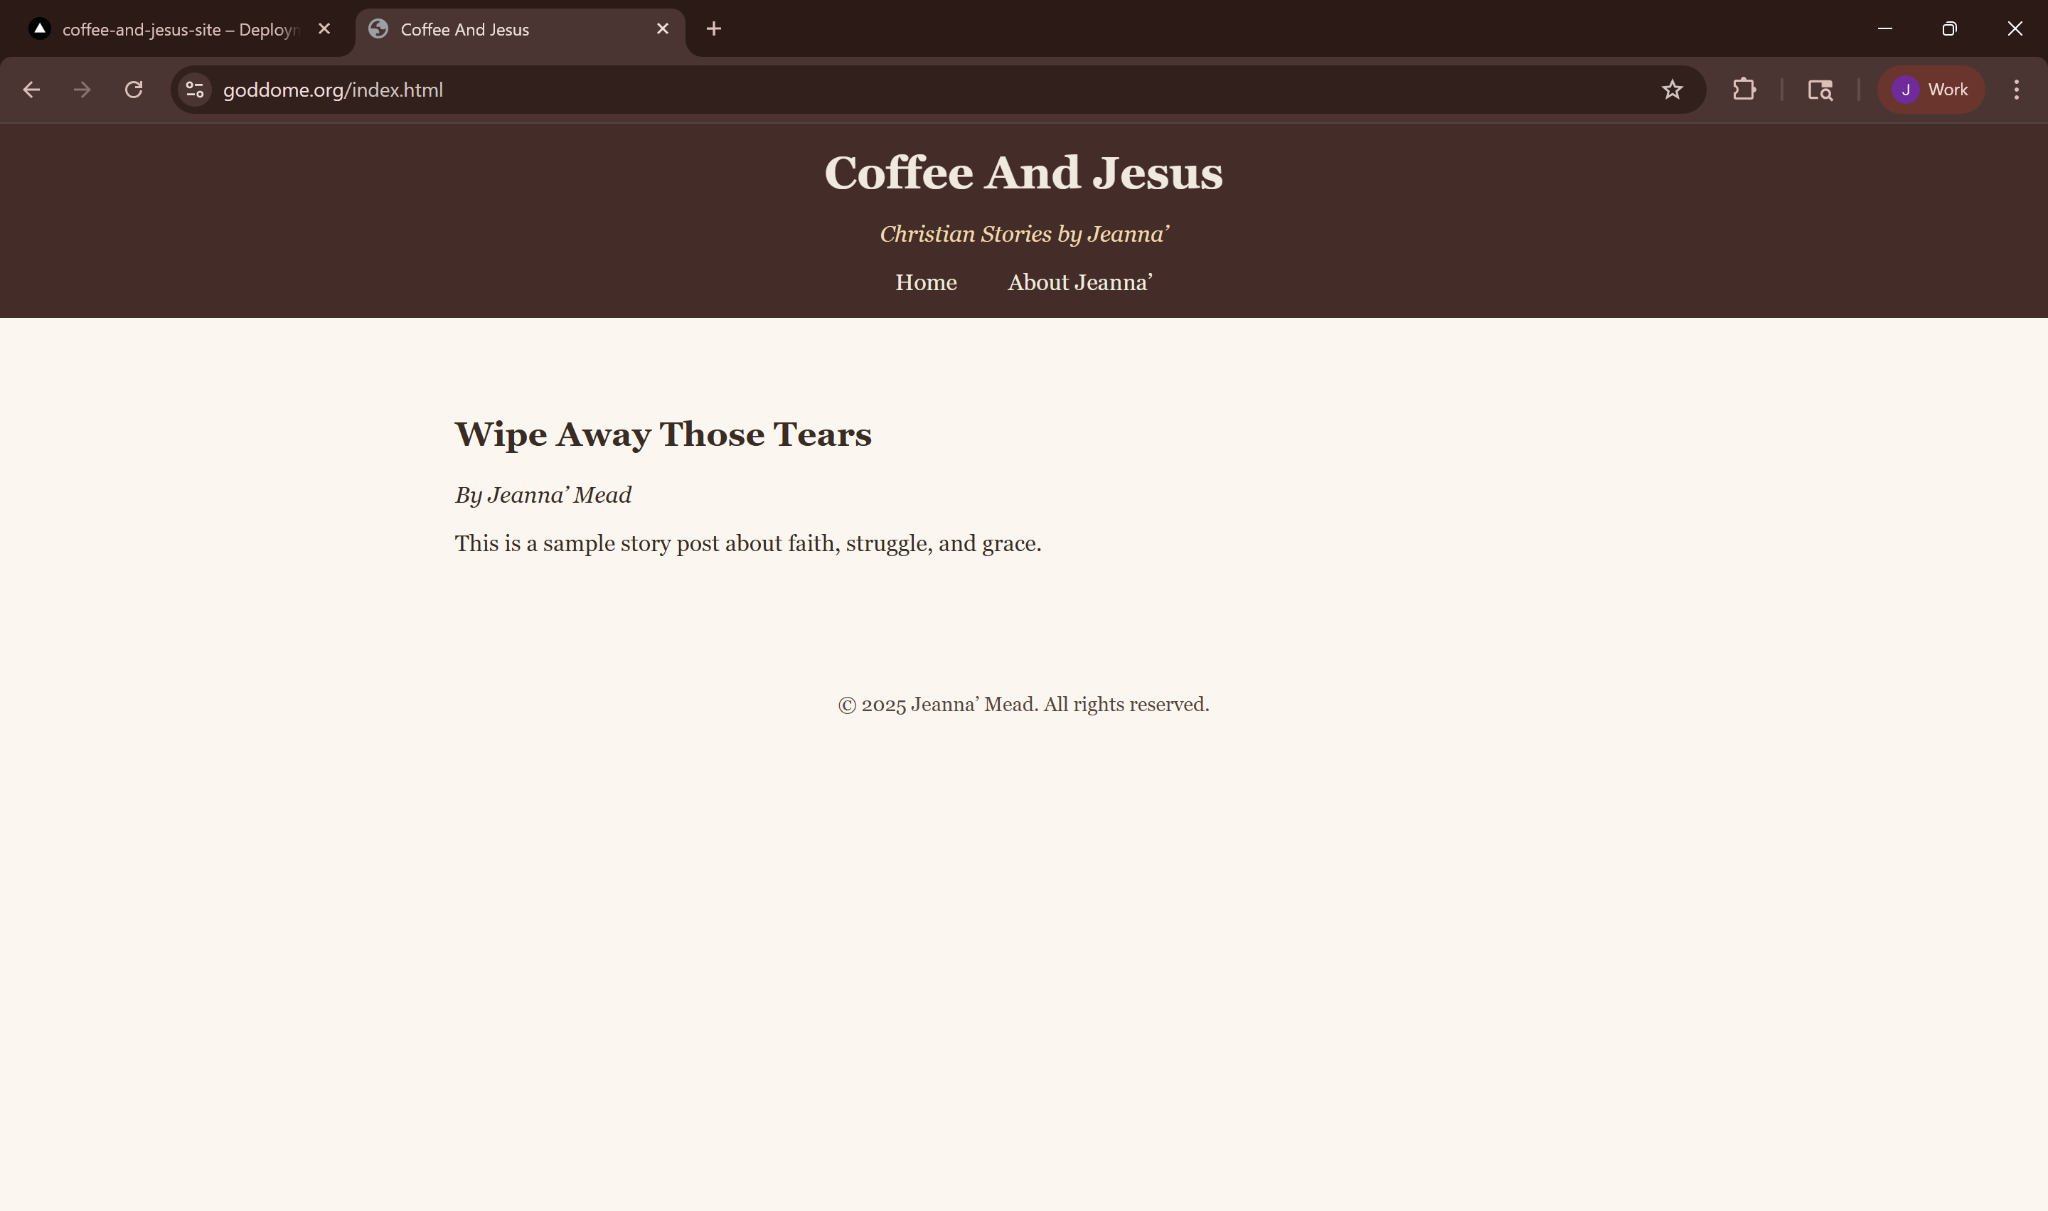 coffee-and-jesus-site – Deploy
Coffee And Jesus
goddome.org/index.html
J
Work
Coffee And Jesus
Christian Stories by Jeanna’
Home
About Jeanna’
Wipe Away Those Tears
By Jeanna’ Mead
This is a sample story post about faith, struggle, and grace.
© 2025 Jeanna’ Mead. All rights reserved.